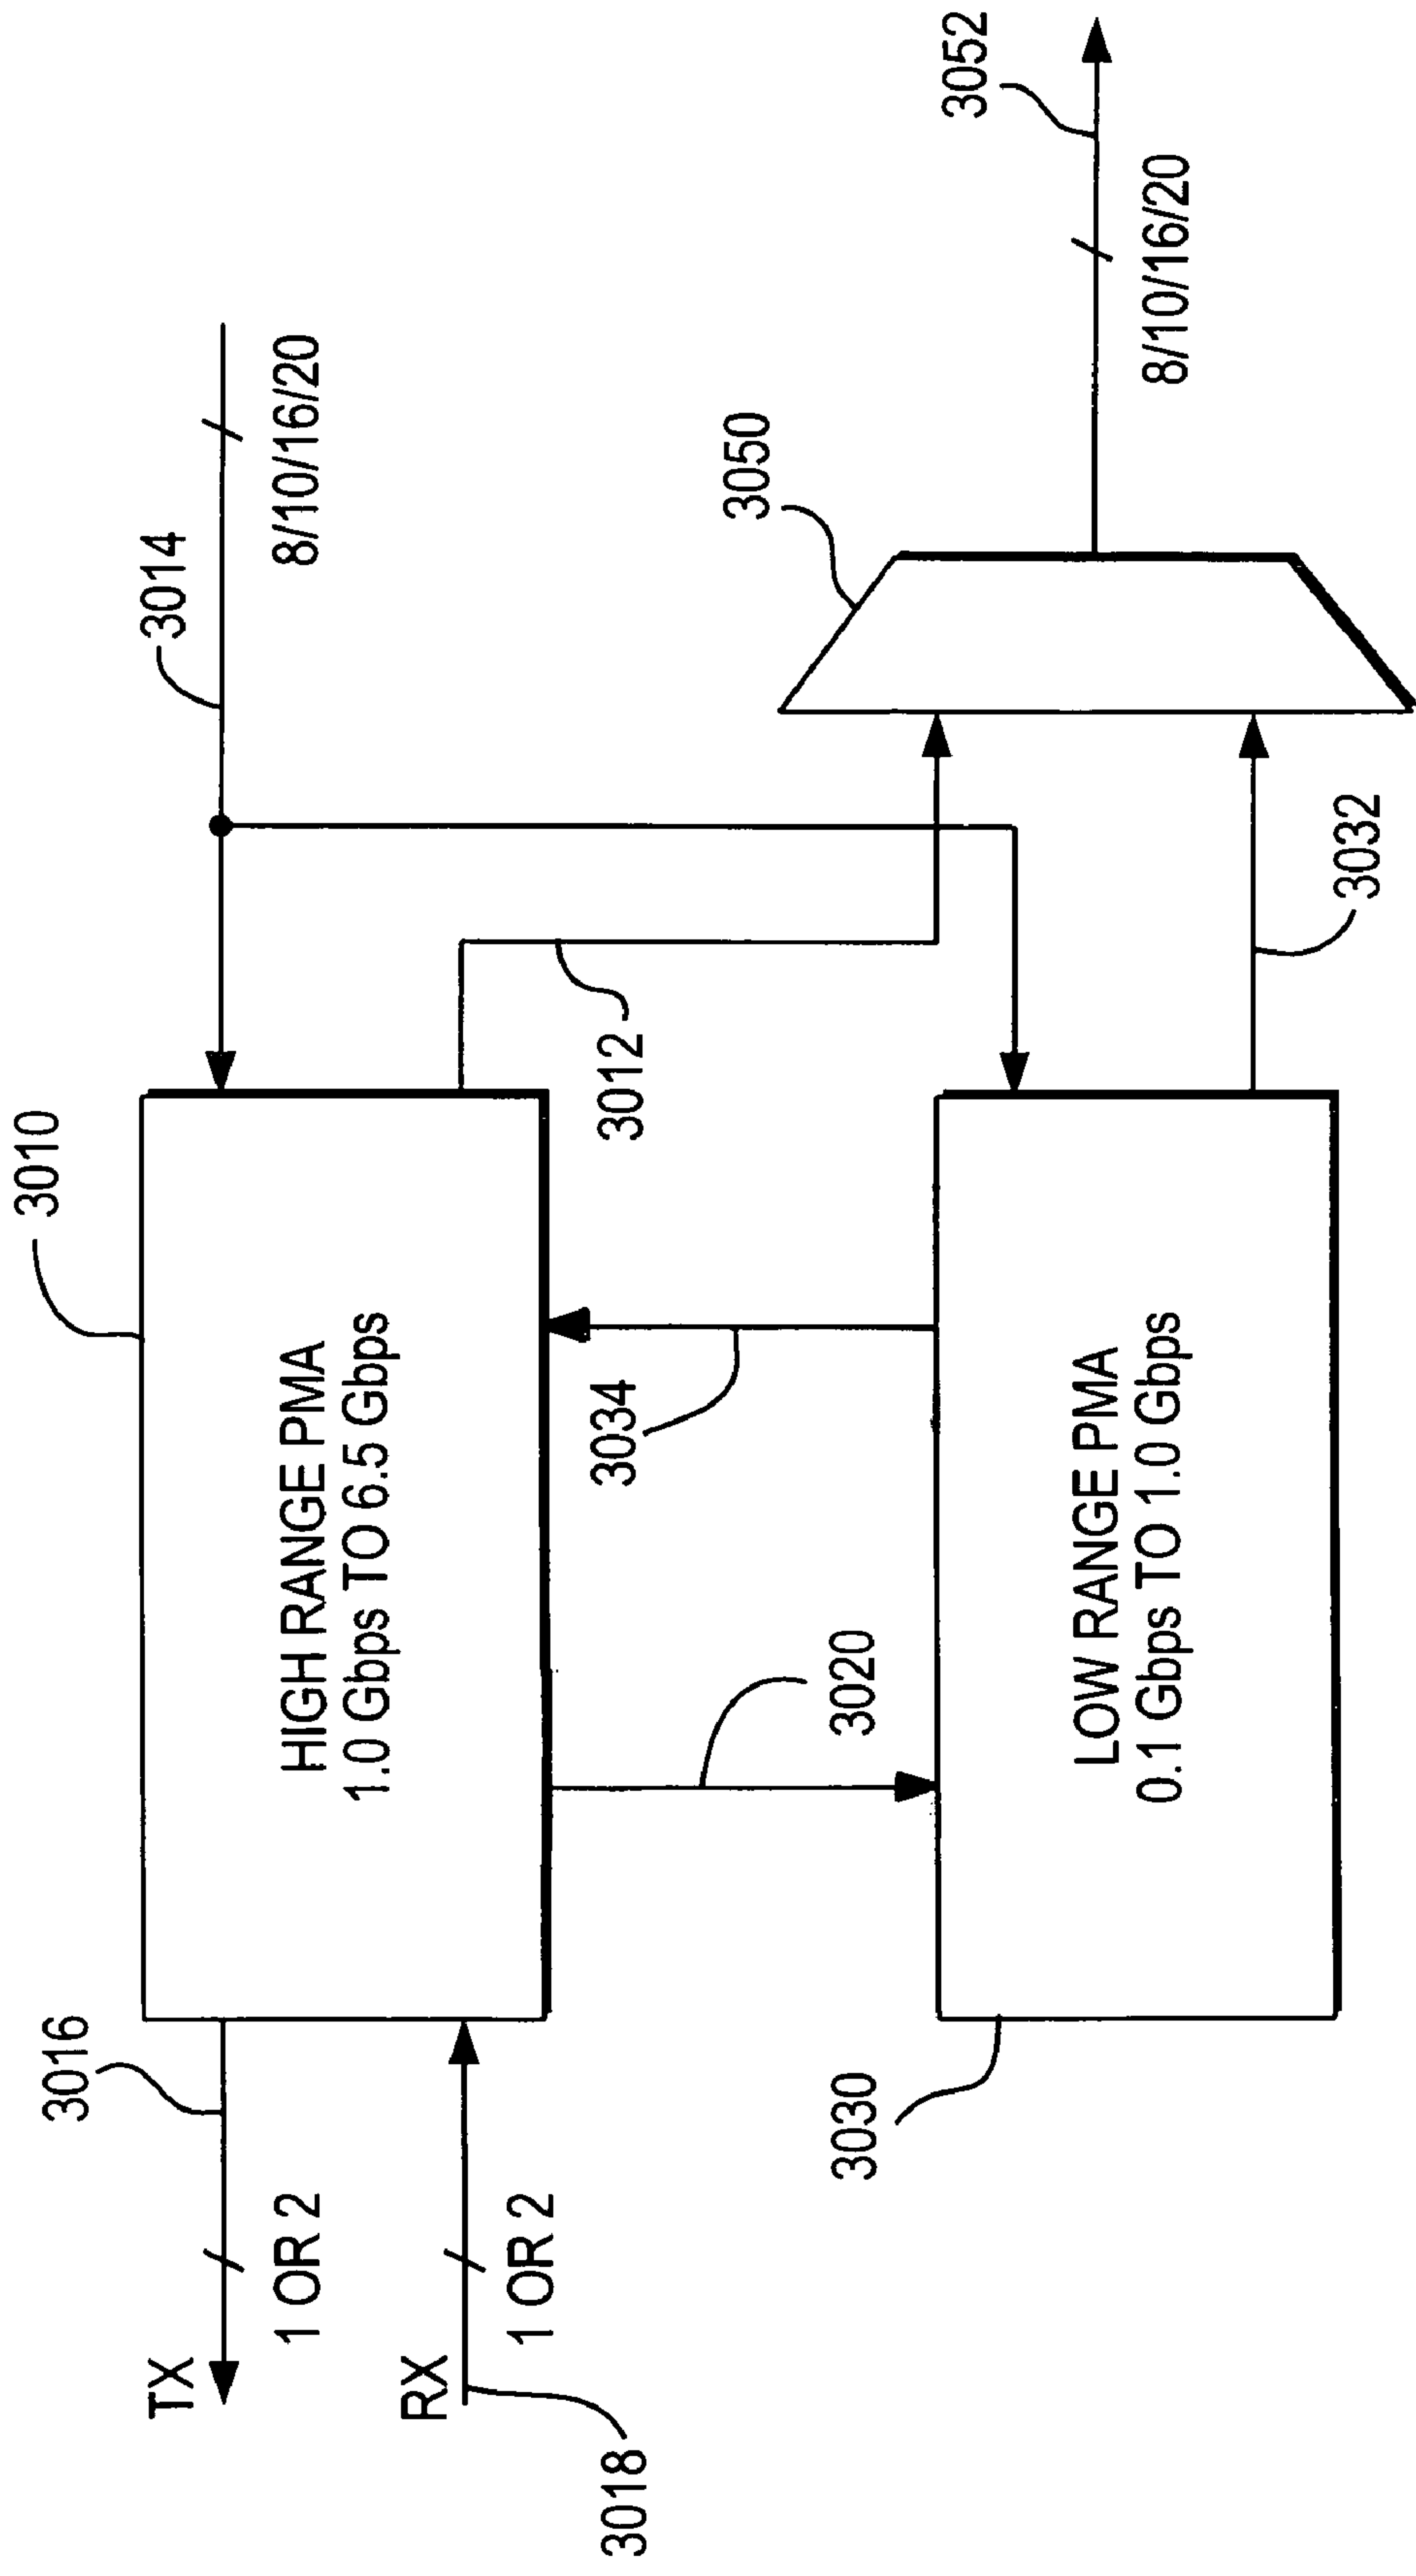 3010
3016
TX
1 OR 2
RX
1 OR 2
3018
HIGH RANGE PMA
1.0 Gbps TO 6.5 Gbps
3014
8/10/16/20
3012
3034
3020
3030
LOW RANGE PMA
0.1 Gbps TO 1.0 Gbps
3032
3050
3052
8/10/16/20